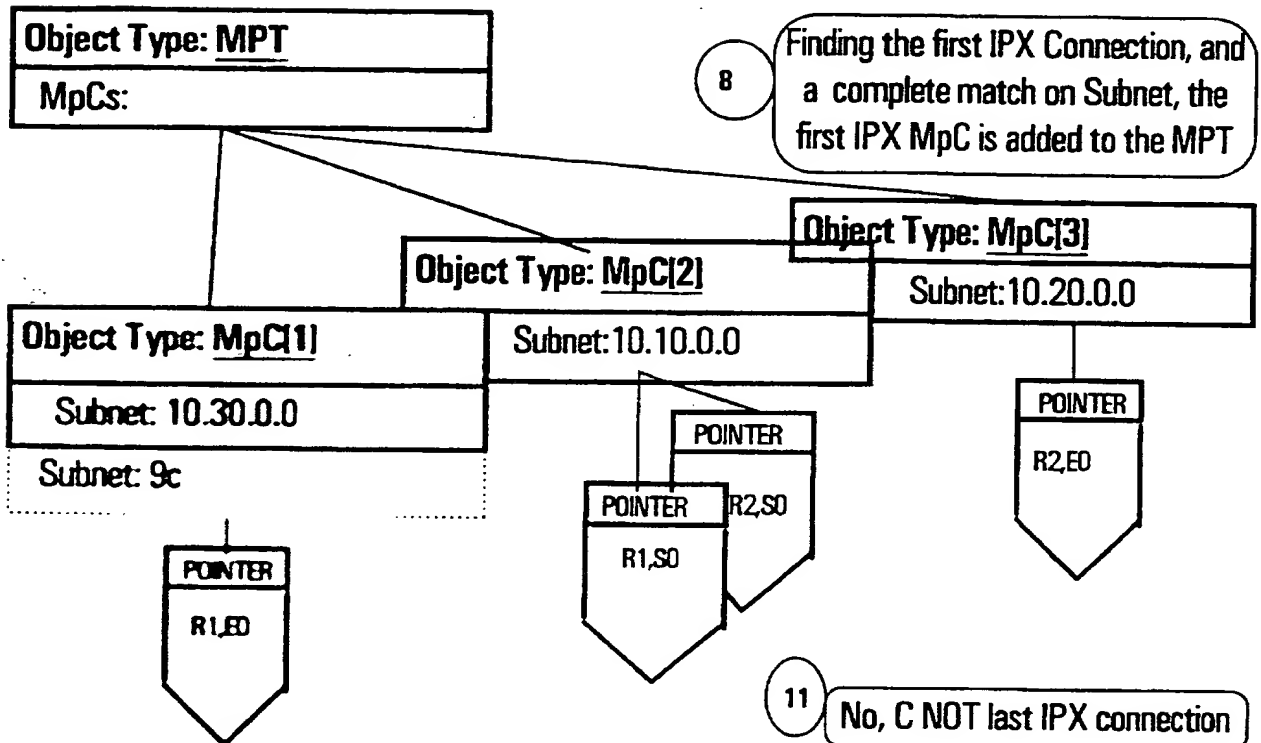 Object Type: MPT
MpCs:
8
Finding the first IPX Connection, and
a complete match on Subnet, the
first IPX MpC is added to the MPT
Object Type: MpC[3]
Subnet:10.20.0.0
Object Type: MpC[2]
Subnet:10.10.0.0
Object Type: MpC[1]
Subnet: 10.30.0.0
Subnet: 9c
POINTER
R1,E0
POINTER
R1,S0
POINTER
R2,S0
POINTER
R2,E0
11
No, C NOT last IPX connection